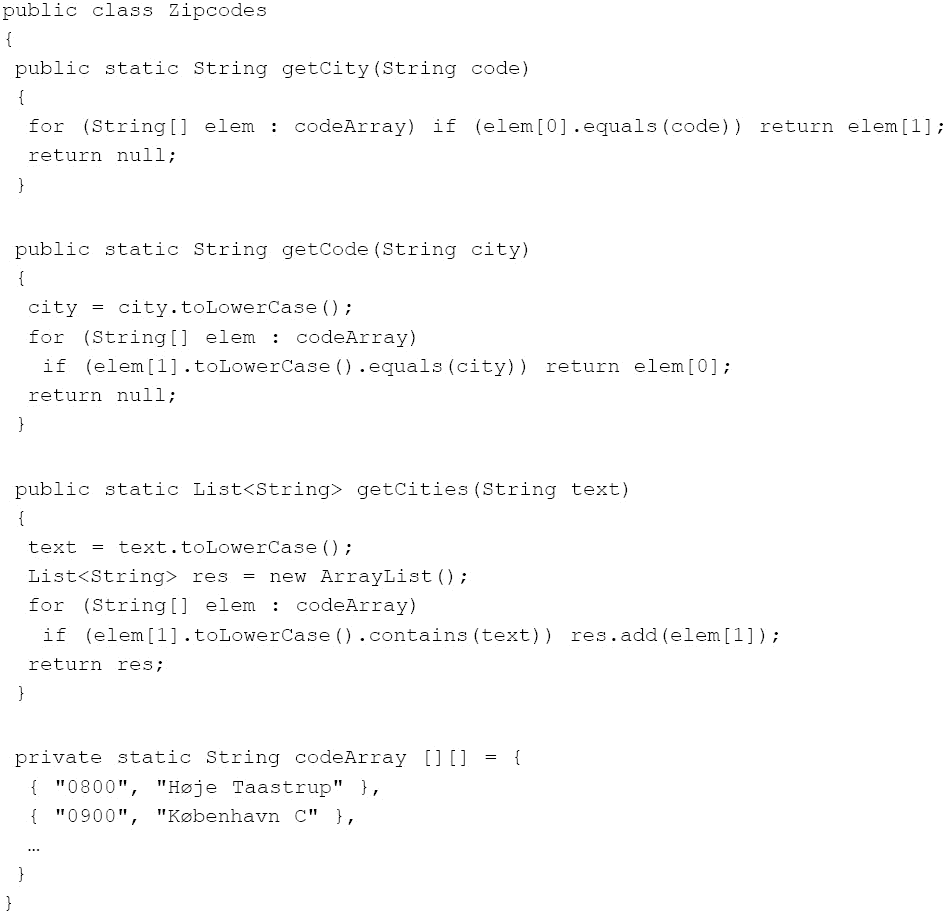 public class Zipcodes
{
 public static String getCity(String code)
 {
  for (String[] elem : codeArray) if (elem[0].equals(code)) return elem[1];
  return null;
 }

 public static String getCode(String city)
 {
  city = city.toLowerCase();
  for (String[] elem : codeArray)
   if (elem[1].toLowerCase().equals(city)) return elem[0];
  return null;
 }

 public static List<String> getCities(String text)
 {
  text = text.toLowerCase();
  List<String> res = new ArrayList();
  for (String[] elem : codeArray)
   if (elem[1].toLowerCase().contains(text)) res.add(elem[1]);
  return res;
 }

 private static String codeArray [][] = {
  { "0800", "Høje Taastrup" },
  { "0900", "København C" },
  …
 }
}